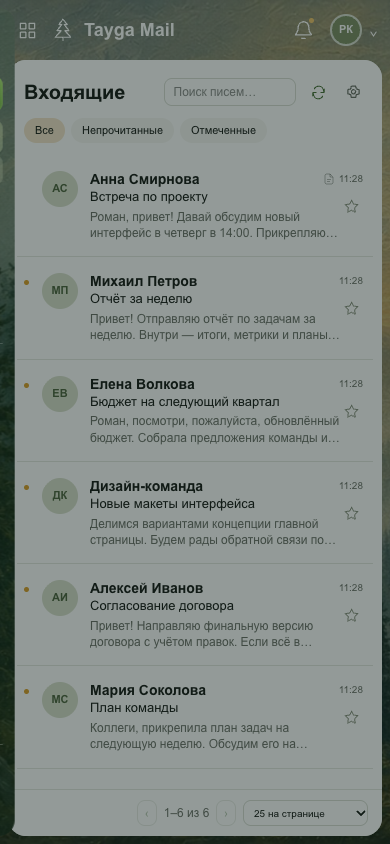 Tayga Mail
РК
Входящие
Поиск писем…
Все
Непрочитанные
Отмеченные
АС
Анна Смирнова
11:28
Встреча по проекту
Роман, привет! Давай обсудим новый
интерфейс в четверг в 14:00. Прикрепляю…
МП
Михаил Петров
11:28
Отчёт за неделю
Привет! Отправляю отчёт по задачам за
неделю. Внутри — итоги, метрики и планы…
ЕВ
Елена Волкова
11:28
Бюджет на следующий квартал
Роман, посмотри, пожалуйста, обновлённый
бюджет. Собрала предложения команды и…
ДК
Дизайн-команда
11:28
Новые макеты интерфейса
Делимся вариантами концепции главной
страницы. Будем рады обратной связи по…
АИ
Алексей Иванов
11:28
Согласование договора
Привет! Направляю финальную версию
договора с учётом правок. Если всё в…
МС
Мария Соколова
11:28
План команды
Коллеги, прикрепила план задач на
следующую неделю. Обсудим его на…
‹ 1–6 из 6 › 25 на странице